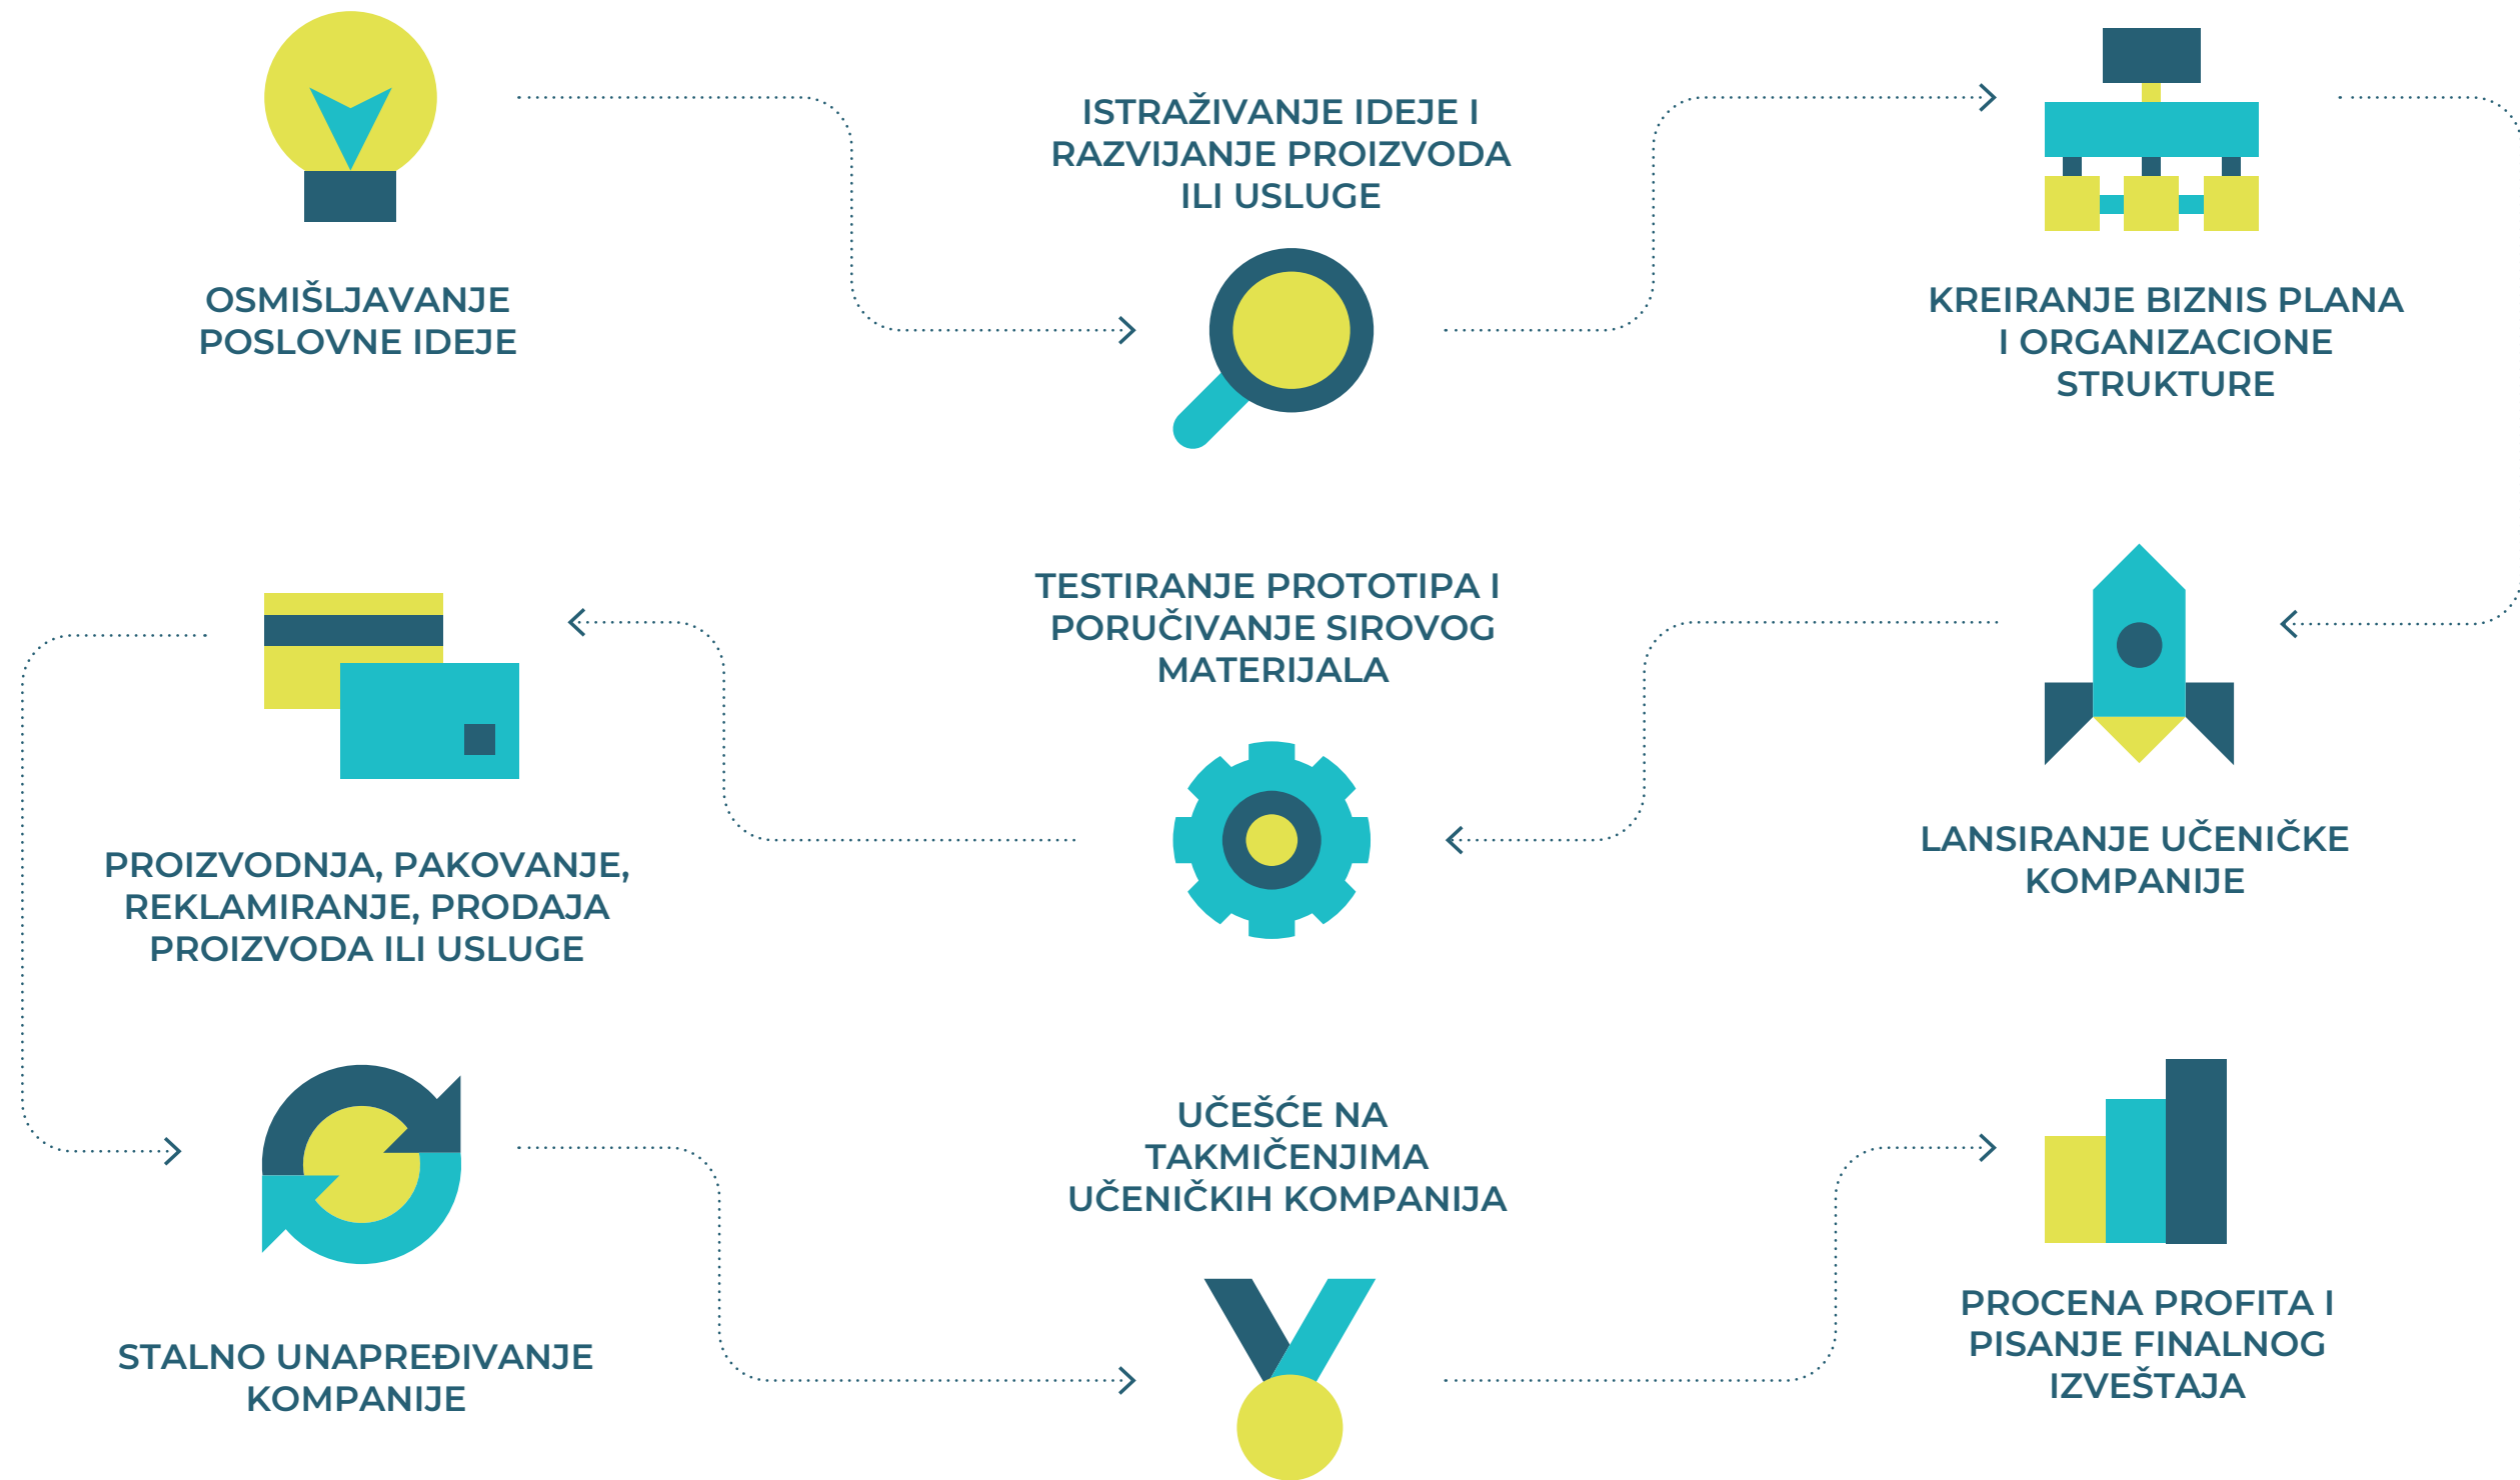 OSMIŠLJAVANJE
POSLOVNE IDEJE
ISTRAŽIVANJE IDEJE I
RAZVIJANJE PROIZVODA
ILI USLUGE
KREIRANJE BIZNIS PLANA
I ORGANIZACIONE
STRUKTURE
LANSIRANJE UČENIČKE
KOMPANIJE
TESTIRANJE PROTOTIPA I
PORUČIVANJE SIROVOG
MATERIJALA
PROIZVODNJA, PAKOVANJE,
REKLAMIRANJE, PRODAJA
PROIZVODA ILI USLUGE
STALNO UNAPREĐIVANJE
KOMPANIJE
UČEŠĆE NA
TAKMIČENJIMA
UČENIČKIH KOMPANIJA
PROCENA PROFITA I
PISANJE FINALNOG
IZVEŠTAJA